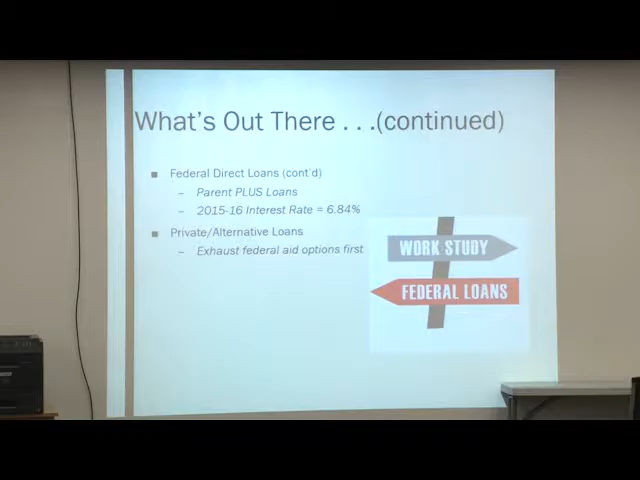 What's Out There . . .(continued)
Federal Direct Loans (cont'd)
– Parent PLUS Loans
– 2015-16 Interest Rate = 6.84%
Private/Alternative Loans
– Exhaust federal aid options first
WORK STUDY
FEDERAL LOANS